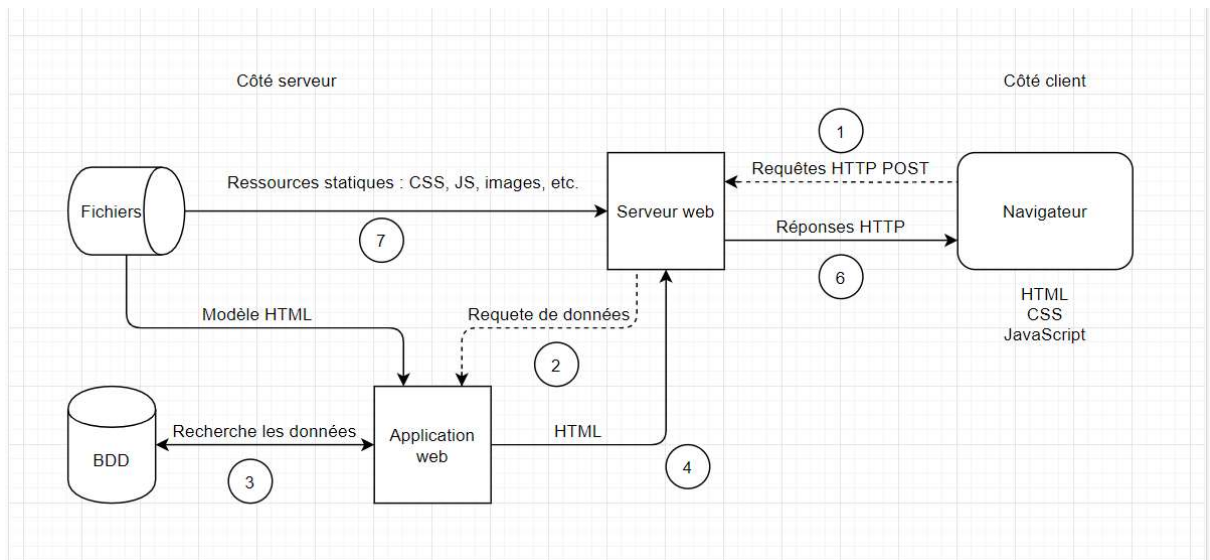 Côté serveur
Côté client
1
Requêtes HTTP POST
Ressources statiques : CSS, JS, images, etc.
Fichiers
Serveur web
Navigateur
Réponses HTTP
7
6
HTML
CSS
JavaScript
Modèle HTML
Requete de données
2
Recherche les données
Application
web
HTML
BDD
3
4